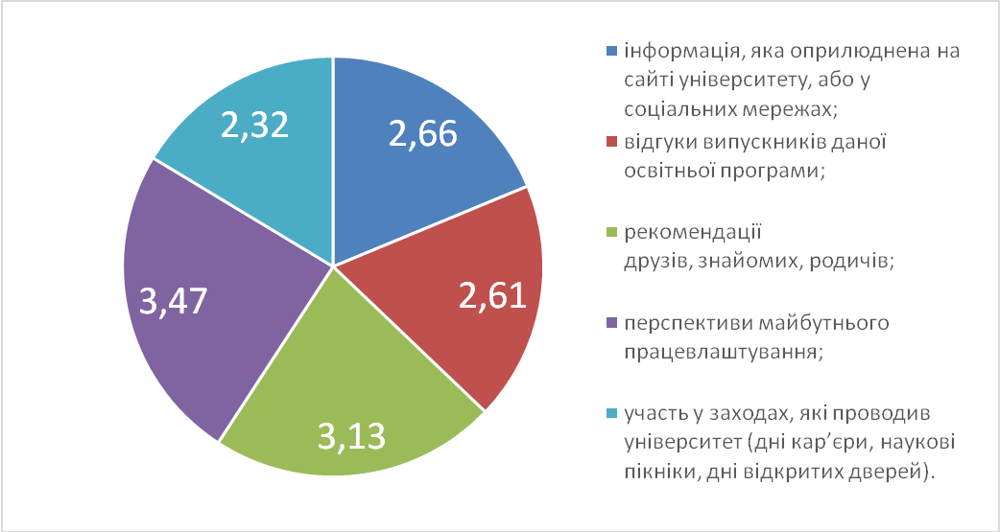 2,32
2,66
3,47
2,61
3,13
інформація, яка оприлюднена на
сайті університету, або у
соціальних мережах;
відгуки випускників даної
освітньої програми;
рекомендації
друзів, знайомих, родичів;
перспективи майбутнього
працевлаштування;
участь у заходах, які проводив
університет (дні кар’єри, наукові
пікніки, дні відкритих дверей).